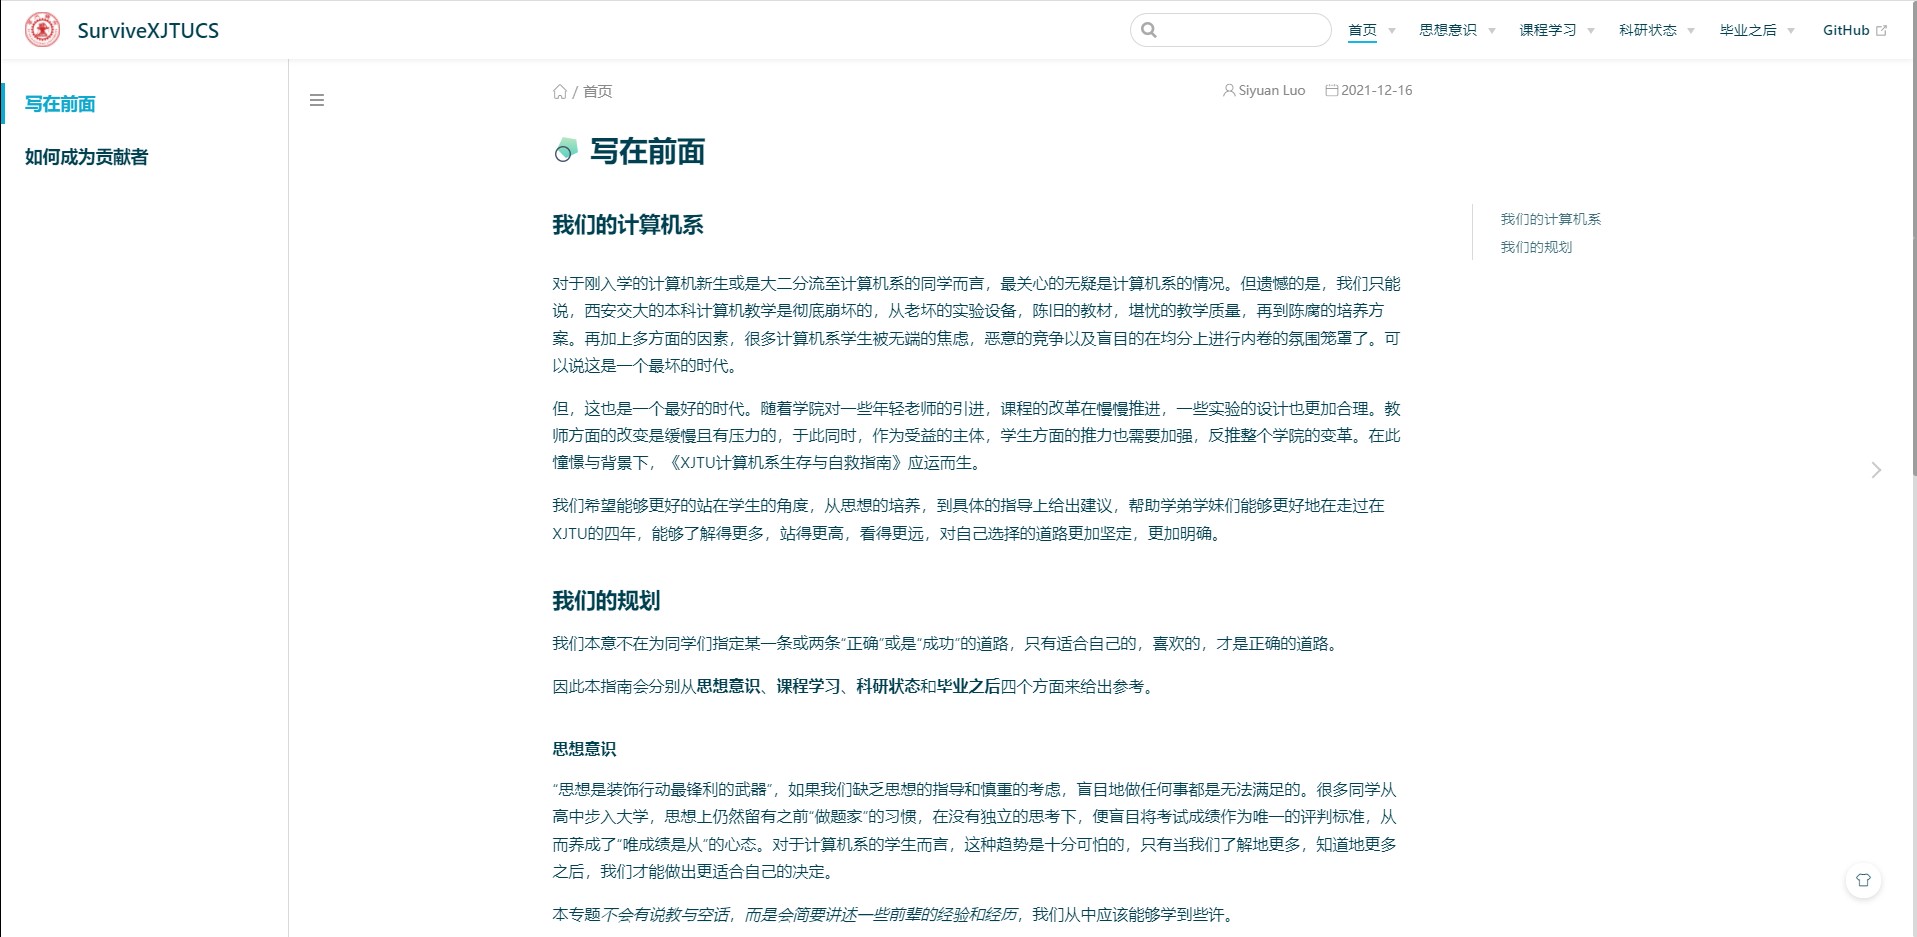 SurviveXJTUCS
首页 思想意识 课程学习 科研状态 毕业之后 GitHub
写在前面
如何成为贡献者
/ 首页
Siyuan Luo 2021-12-16
写在前面
我们的计算机系
我们的计算机系
我们的规划
对于刚入学的计算机新生或是大二分流至计算机系的同学而言，最关心的无疑是计算机系的情况。但遗憾的是，我们只能
说，西安交大的本科计算机教学是彻底崩坏的，从老坏的实验设备，陈旧的教材，堪忧的教学质量，再到陈腐的培养方
案。再加上多方面的因素，很多计算机系学生被无端的焦虑，恶意的竞争以及盲目的在均分上进行内卷的氛围笼罩了。可
以说这是一个最坏的时代。
但，这也是一个最好的时代。随着学院对一些年轻老师的引进，课程的改革在慢慢推进，一些实验的设计也更加合理。教
师方面的改变是缓慢且有压力的，于此同时，作为受益的主体，学生方面的推力也需要加强，反推整个学院的变革。在此
憧憬与背景下，《XJTU计算机系生存与自救指南》应运而生。
我们希望能够更好的站在学生的角度，从思想的培养，到具体的指导上给出建议，帮助学弟学妹们能够更好地在走过在
XJTU的四年，能够了解得更多，站得更高，看得更远，对自己选择的道路更加坚定，更加明确。
我们的规划
我们本意不在为同学们指定某一条或两条“正确”或是“成功”的道路，只有适合自己的，喜欢的，才是正确的道路。
因此本指南会分别从思想意识、课程学习、科研状态和毕业之后四个方面来给出参考。
思想意识
“思想是装饰行动最锋利的武器”，如果我们缺乏思想的指导和慎重的考虑，盲目地做任何事都是无法满足的。很多同学从
高中步入大学，思想上仍然留有之前“做题家”的习惯，在没有独立的思考下，便盲目将考试成绩作为唯一的评判标准，从
而养成了“唯成绩是从”的心态。对于计算机系的学生而言，这种趋势是十分可怕的，只有当我们了解地更多，知道地更多
之后，我们才能做出更适合自己的决定。
本专题不会有说教与空话，而是会简要讲述一些前辈的经验和经历，我们从中应该能够学到些许。